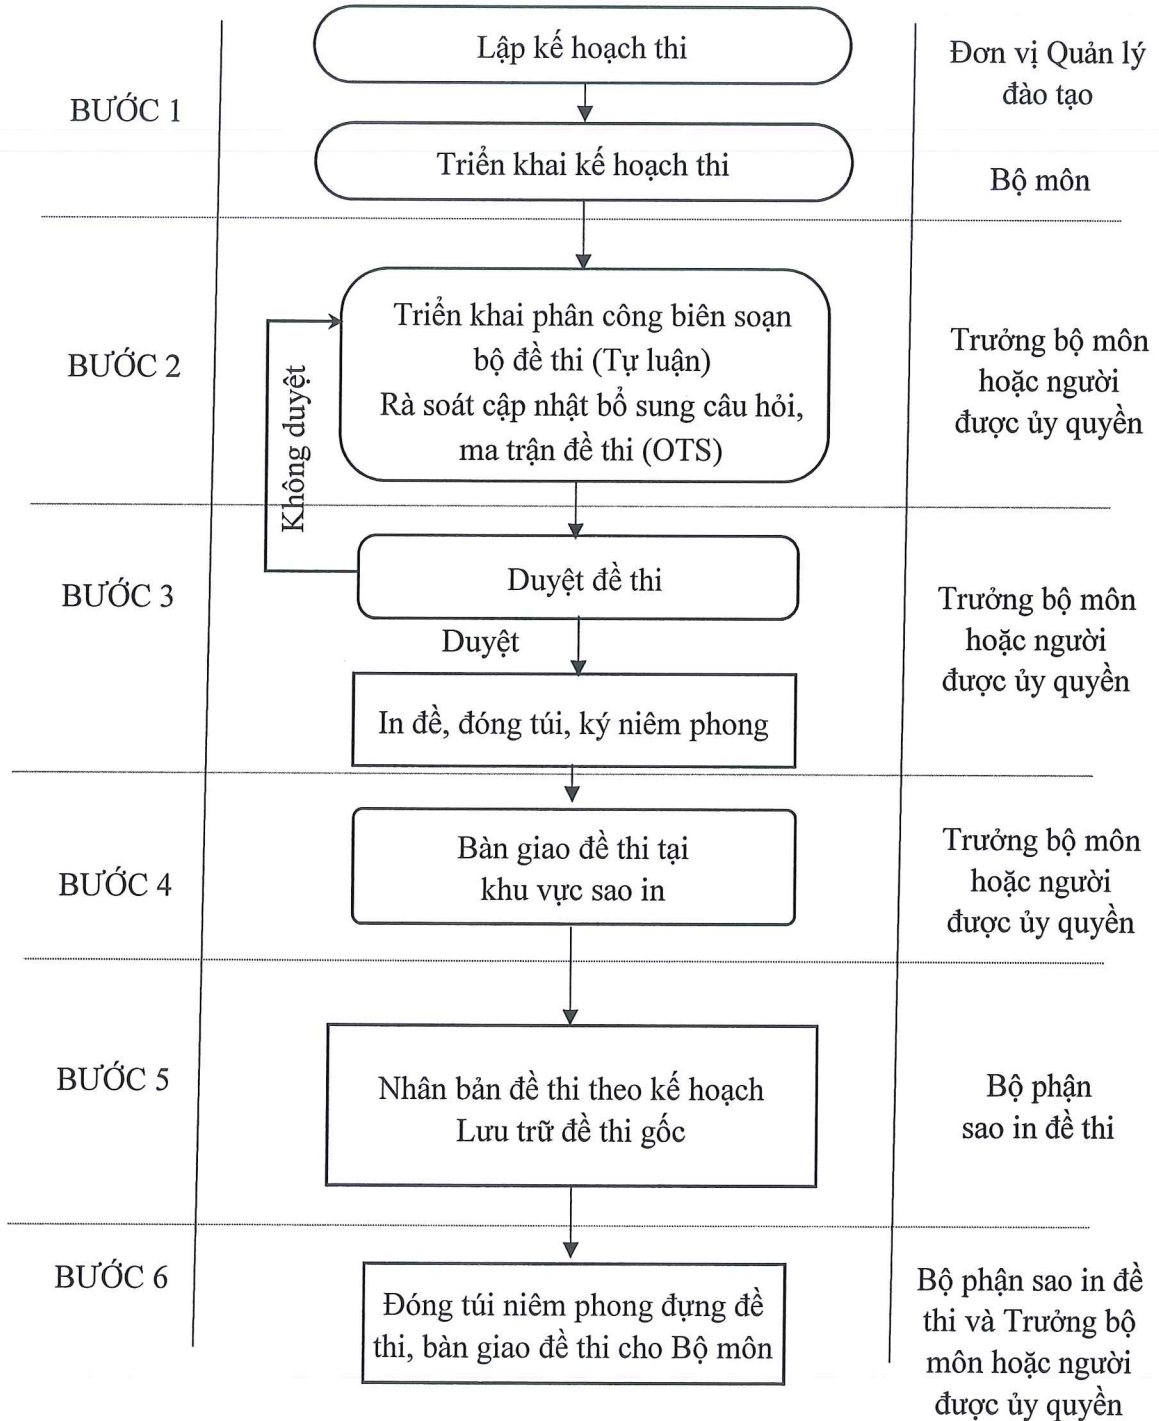 Lập kế hoạch thi
Đơn vị Quản lý
đào tạo
BƯỚC 1
Triển khai kế hoạch thi
Bộ môn
BƯỚC 2
Triển khai phân công biên soạn
bộ đề thi (Tự luận)
Rà soát cập nhật bổ sung câu hỏi,
ma trận đề thi (OTS)
Trưởng bộ môn
hoặc người
được ủy quyền
Không duyệt
BƯỚC 3
Duyệt đề thi
Duyệt
In đề, đóng túi, ký niêm phong
Trưởng bộ môn
hoặc người
được ủy quyền
BƯỚC 4
Bàn giao đề thi tại
khu vực sao in
Trưởng bộ môn
hoặc người
được ủy quyền
BƯỚC 5
Nhân bản đề thi theo kế hoạch
Lưu trữ đề thi gốc
Bộ phận
sao in đề thi
BƯỚC 6
Đóng túi niêm phong đựng đề
thi, bàn giao đề thi cho Bộ môn
Bộ phận sao in đề
thi và Trưởng bộ
môn hoặc người
được ủy quyền